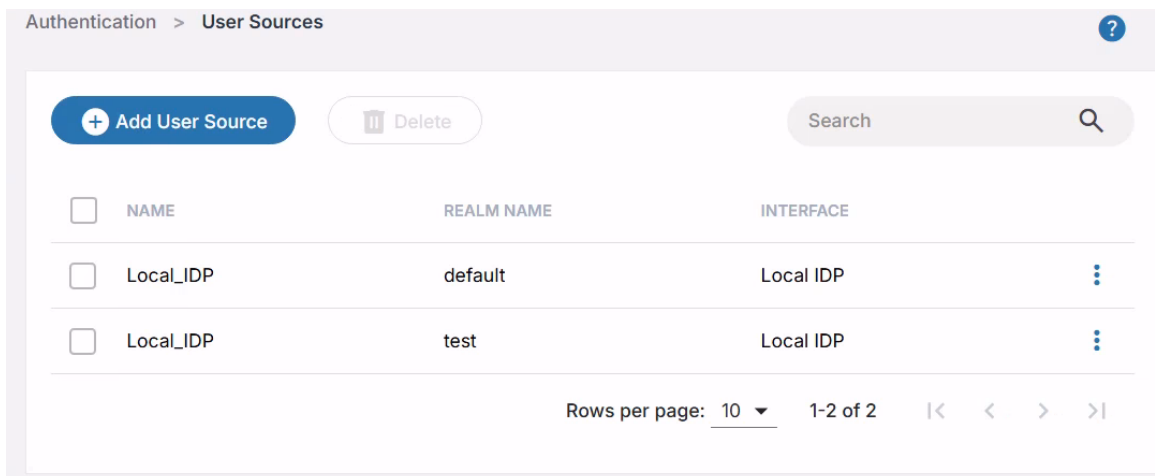 Authentication > User Sources
?
Add User Source Delete Search
NAME REALM NAME INTERFACE
Local_IDP default Local IDP
Local_IDP test Local IDP
Rows per page: 10 1-2 of 2